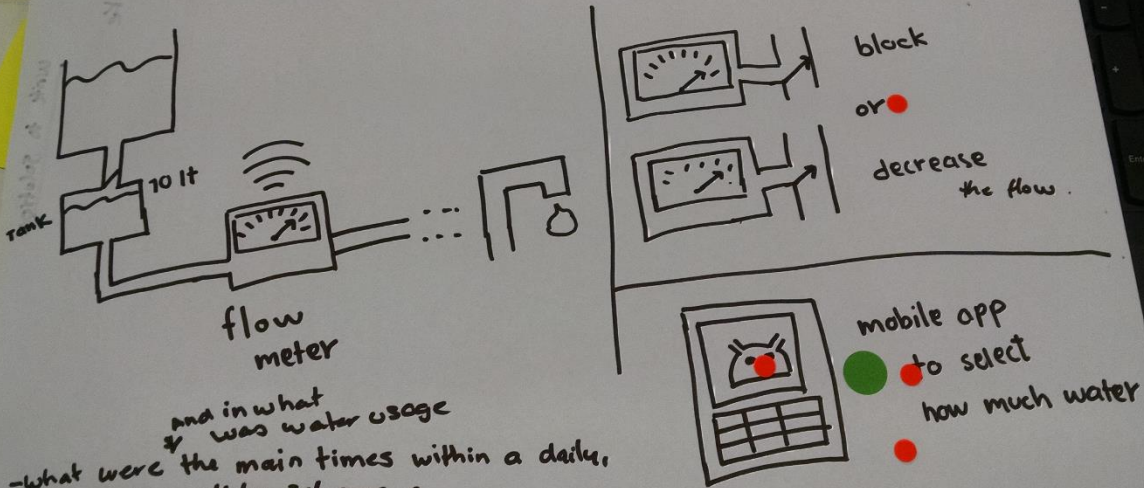 10 lt
Tank
flow
meter
and in what
was water usage
-what were the main times within a daily,
block
or
decrease
the flow.
mobile app
to select
how much water